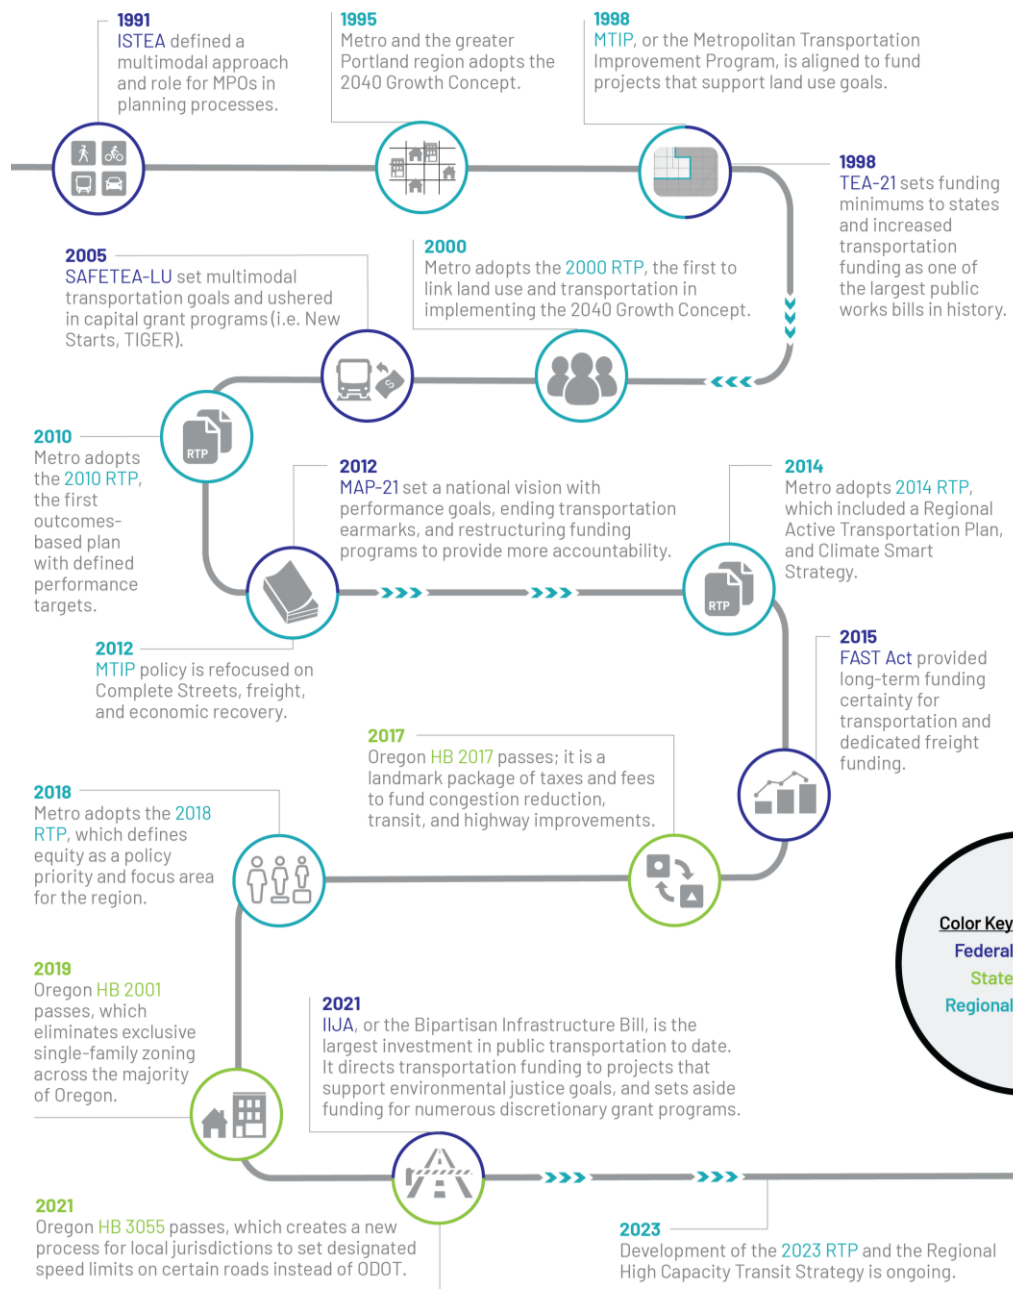 1991
ISTEA defined a
multimodal approach
and role for MPOs in
planning processes.
1995
Metro and the greater
Portland region adopts the
2040 Growth Concept.
1998
MTIP, or the Metropolitan Transportation
Improvement Program, is aligned to fund
projects that support land use goals.
1998
TEA-21 sets funding
minimums to states
and increased
transportation
funding as one of
the largest public
works bills in history.
2000
Metro adopts the 2000 RTP, the first to
link land use and transportation in
implementing the 2040 Growth Concept.
2005
SAFETEA-LU set multimodal
transportation goals and ushered
in capital grant programs (i.e. New
Starts, TIGER).
$
RTP
2010
Metro adopts
the 2010 RTP,
the first
outcomes-
based plan
with defined
performance
targets.
2012
MAP-21 set a national vision with
performance goals, ending transportation
earmarks, and restructuring funding
programs to provide more accountability.
2012
MTIP policy is refocused on
Complete Streets, freight,
and economic recovery.
2014
Metro adopts 2014 RTP,
which included a Regional
Active Transportation Plan,
and Climate Smart
Strategy.
RTP
2015
FAST Act provided
long-term funding
certainty for
transportation and
dedicated freight
funding.
2017
Oregon HB 2017 passes; it is a
landmark package of taxes and fees
to fund congestion reduction,
transit, and highway improvements.
2018
Metro adopts the 2018
RTP, which defines
equity as a policy
priority and focus area
for the region.
Color Key
Federal
State
Regional
2019
Oregon HB 2001
passes, which
eliminates exclusive
single-family zoning
across the majority
of Oregon.
2021
IIJA, or the Bipartisan Infrastructure Bill, is the
largest investment in public transportation to date.
It directs transportation funding to projects that
support environmental justice goals, and sets aside
funding for numerous discretionary grant programs.
2021
Oregon HB 3055 passes, which creates a new
process for local jurisdictions to set designated
speed limits on certain roads instead of ODOT.
2023
Development of the 2023 RTP and the Regional
High Capacity Transit Strategy is ongoing.